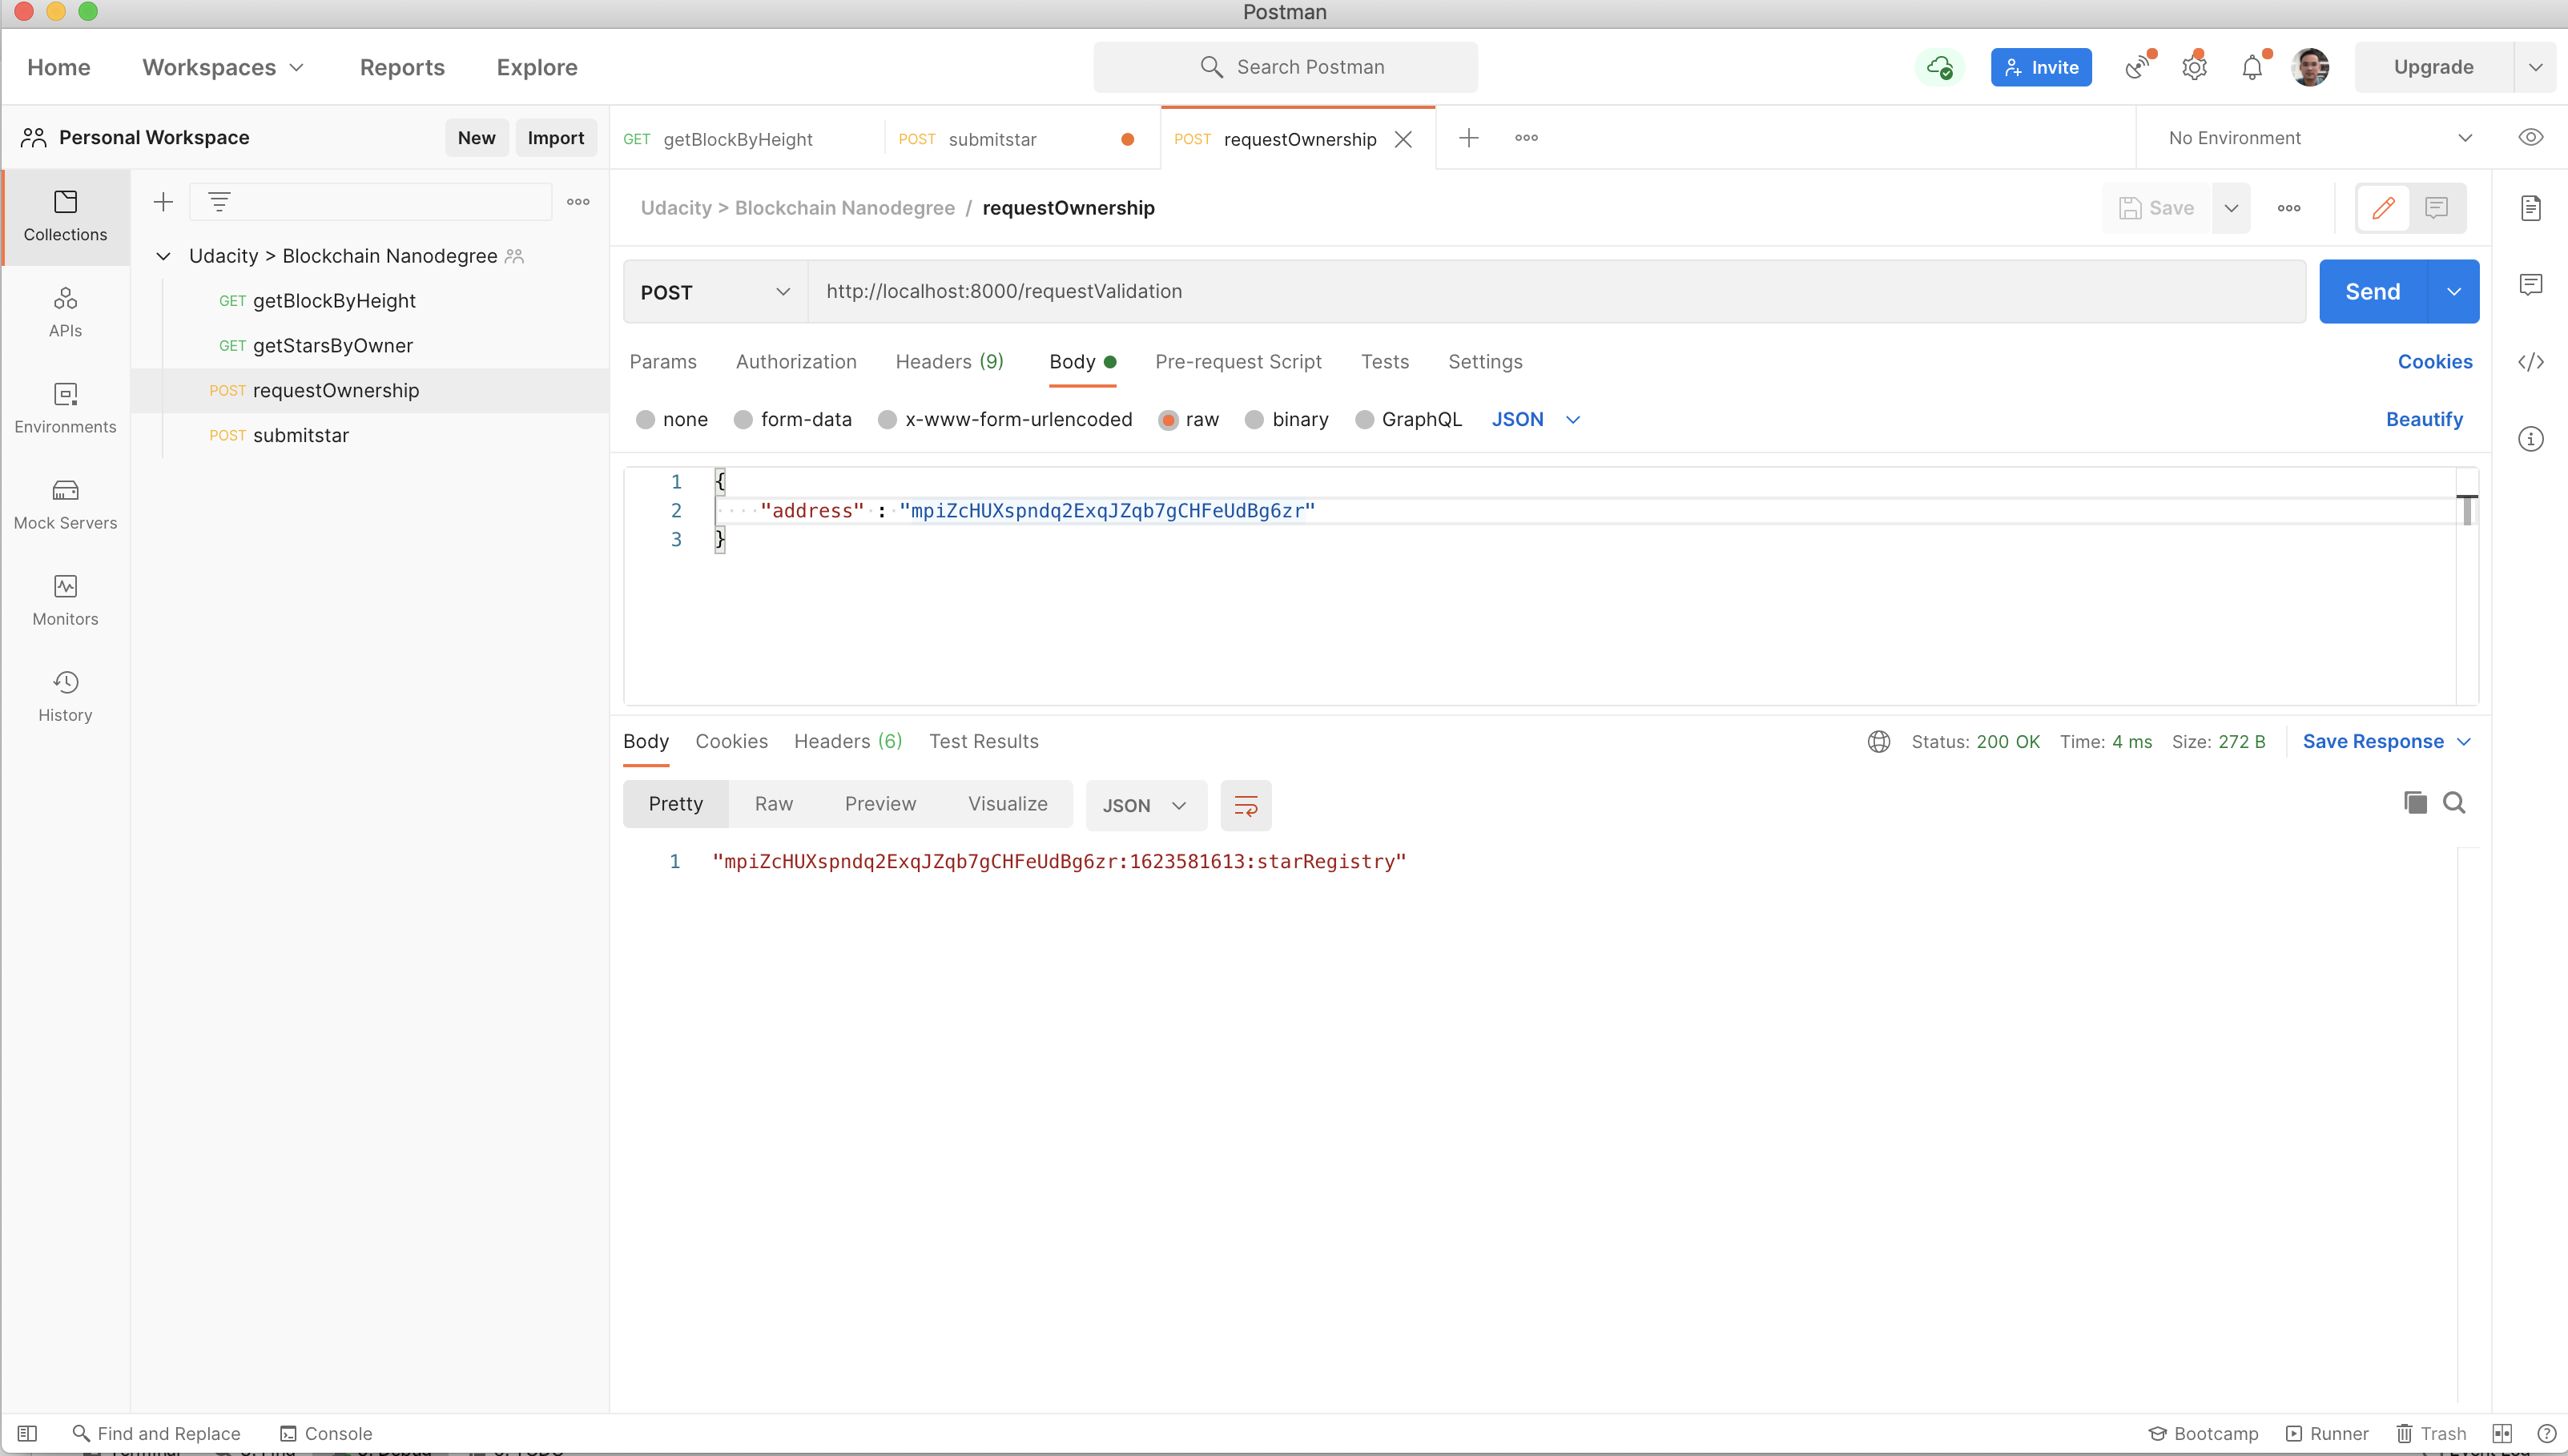 Postman
Home Workspaces Reports Explore Search Postman Invite Upgrade
Personal Workspace New Import GET getBlockByHeight POST submitstar POST requestOwnership No Environment
Collections
APIs
Environments
Mock Servers
Monitors
History
Udacity > Blockchain Nanodegree
GET getBlockByHeight
GET getStarsByOwner
POST requestOwnership
POST submitstar
Udacity > Blockchain Nanodegree / requestOwnership Save
POST http://localhost:8000/requestValidation Send
Params Authorization Headers (9) Body Pre-request Script Tests Settings Cookies
none form-data x-www-form-urlencoded raw binary GraphQL JSON Beautify
1 {
2 "address" : "mpiZcHUXspndq2ExqJZqb7gCHFeUdBg6zr"
3 }
Body Cookies Headers (6) Test Results Status: 200 OK Time: 4 ms Size: 272 B Save Response
Pretty Raw Preview Visualize JSON
1 "mpiZcHUXspndq2ExqJZqb7gCHFeUdBg6zr:1623581613:starRegistry"
Find and Replace Console Bootcamp Runner Trash